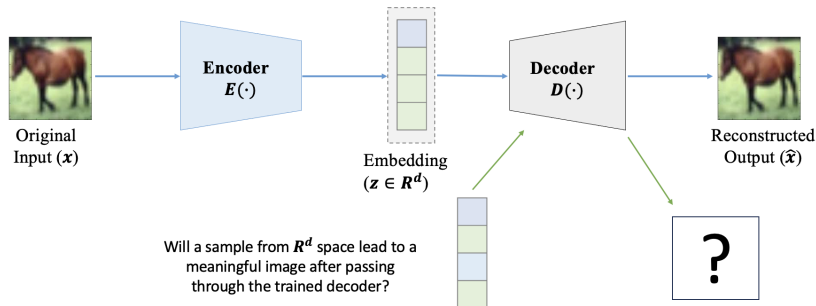 Encoder
E(·)
Decoder
D(·)
Original
Input (x)
Embedding
(z ∈ R^d)
Reconstructed
Output (x̂)
Will a sample from R^d space lead to a
meaningful image after passing
through the trained decoder?
?